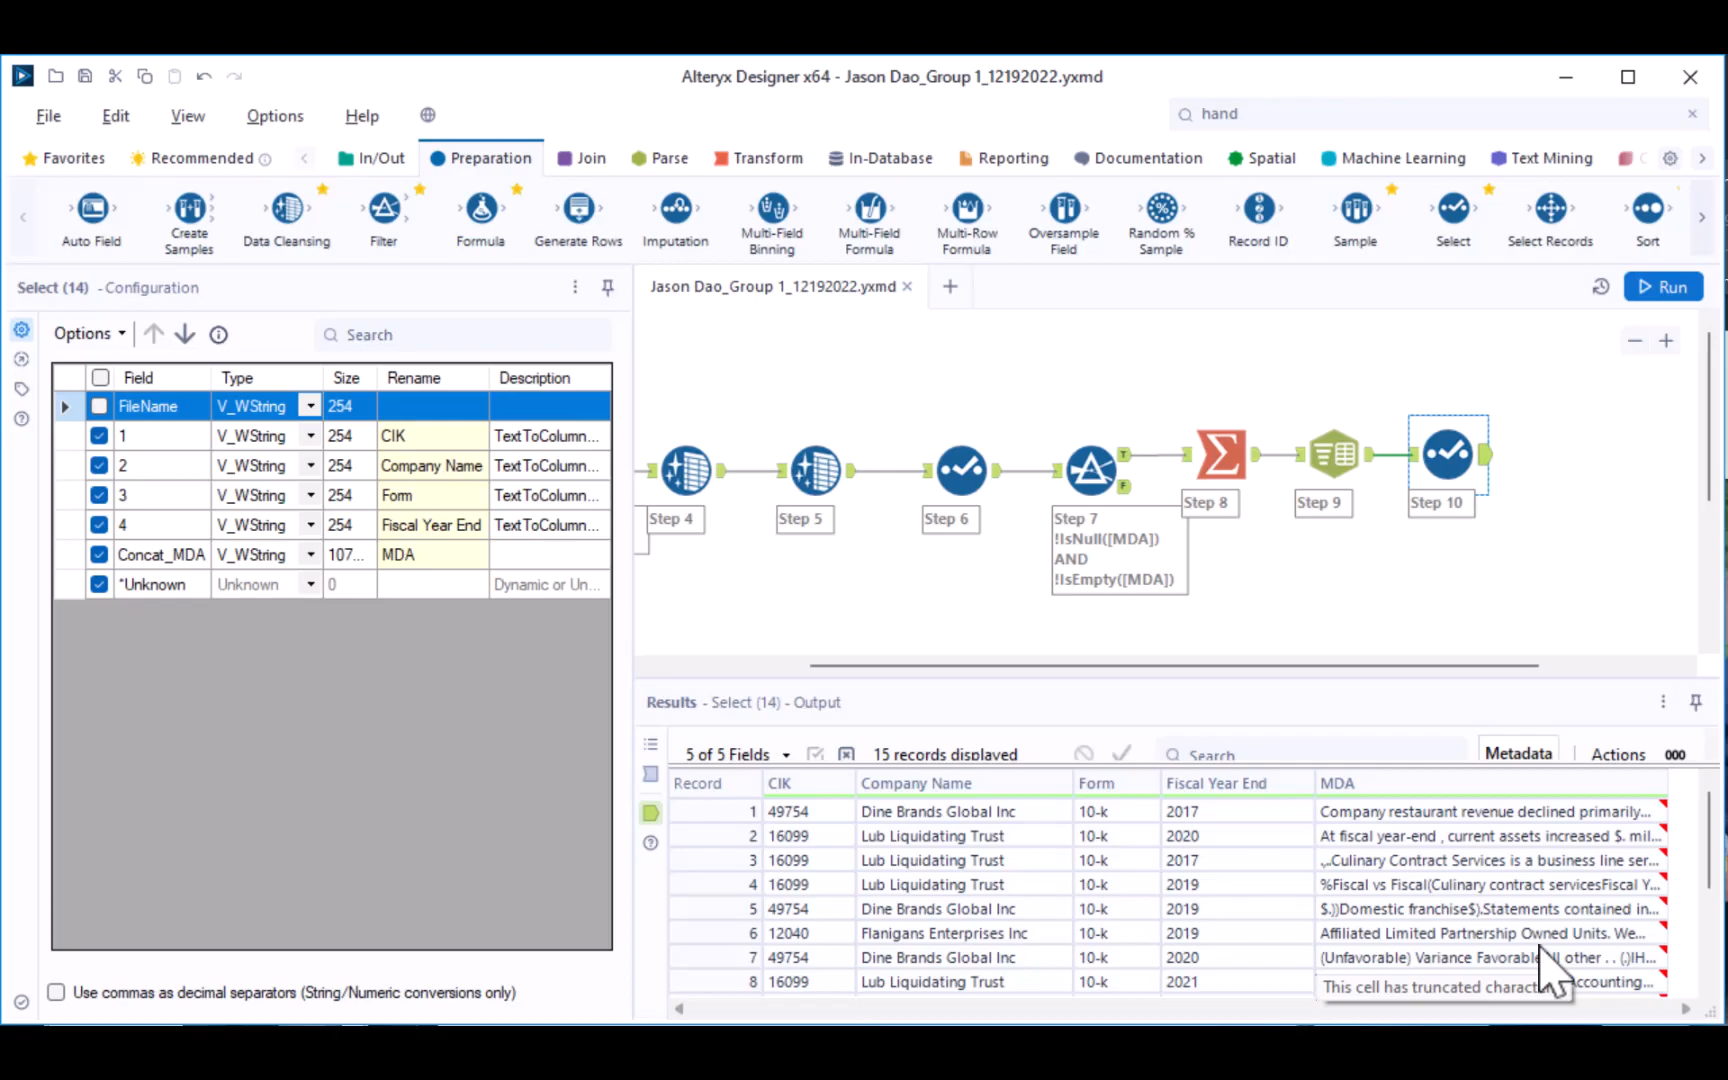 Alteryx Designer x64 - Jason Dao_Group 1_12192022.yxmd
File Edit View Options Help
hand
Favorites Recommended In/Out Preparation Join Parse Transform In-Database Reporting Documentation Spatial Machine Learning Text Mining
Auto Field
Create Samples
Data Cleansing
Filter
Formula
Generate Rows
Imputation
Multi-Field Binning
Multi-Field Formula
Multi-Row Formula
Oversample Field
Random % Sample
Record ID
Sample
Select
Select Records
Sort
Select (14) - Configuration
Jason Dao_Group 1_12192022.yxmd
Run
Options Search
Field Type Size Rename Description
FileName V_WString 254
1 V_WString 254 CIK TextToColumn...
2 V_WString 254 Company Name TextToColumn...
3 V_WString 254 Form TextToColumn...
4 V_WString 254 Fiscal Year End TextToColumn...
Concat_MDA V_WString 107... MDA
*Unknown Unknown 0 Dynamic or Un...
Use commas as decimal separators (String/Numeric conversions only)
T
F
Step 4
Step 5
Step 6
Step 7
!IsNull([MDA])
AND
!IsEmpty([MDA])
Step 8
Step 9
Step 10
Results - Select (14) - Output
5 of 5 Fields 15 records displayed Search Metadata Actions 000
Record CIK Company Name Form Fiscal Year End MDA
1 49754 Dine Brands Global Inc 10-k 2017 Company restaurant revenue declined primarily...
2 16099 Lub Liquidating Trust 10-k 2020 At fiscal year-end , current assets increased $. mil...
3 16099 Lub Liquidating Trust 10-k 2017 ,..Culinary Contract Services is a business line ser...
4 16099 Lub Liquidating Trust 10-k 2019 %Fiscal vs Fiscal(Culinary contract servicesFiscal Y...
5 49754 Dine Brands Global Inc 10-k 2019 $.))Domestic franchise$).Statements contained in...
6 12040 Flanigans Enterprises Inc 10-k 2019 Affiliated Limited Partnership Owned Units. We...
7 49754 Dine Brands Global Inc 10-k 2020 (Unfavorable) Variance Favorable other . . (,)IH...
8 16099 Lub Liquidating Trust 10-k 2021 ccounting...
This cell has truncated charact